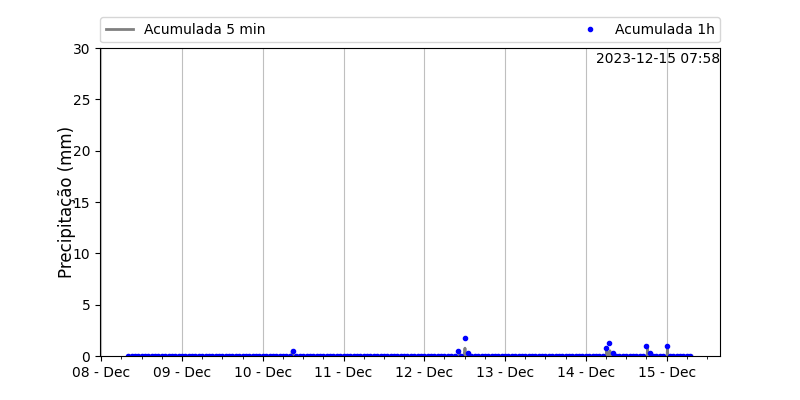 Acumulada 5 min
Acumulada 1h
2023-12-15 07:58
Precipitação (mm)
30
25
20
15
10
5
0
08 - Dec
09 - Dec
10 - Dec
11 - Dec
12 - Dec
13 - Dec
14 - Dec
15 - Dec